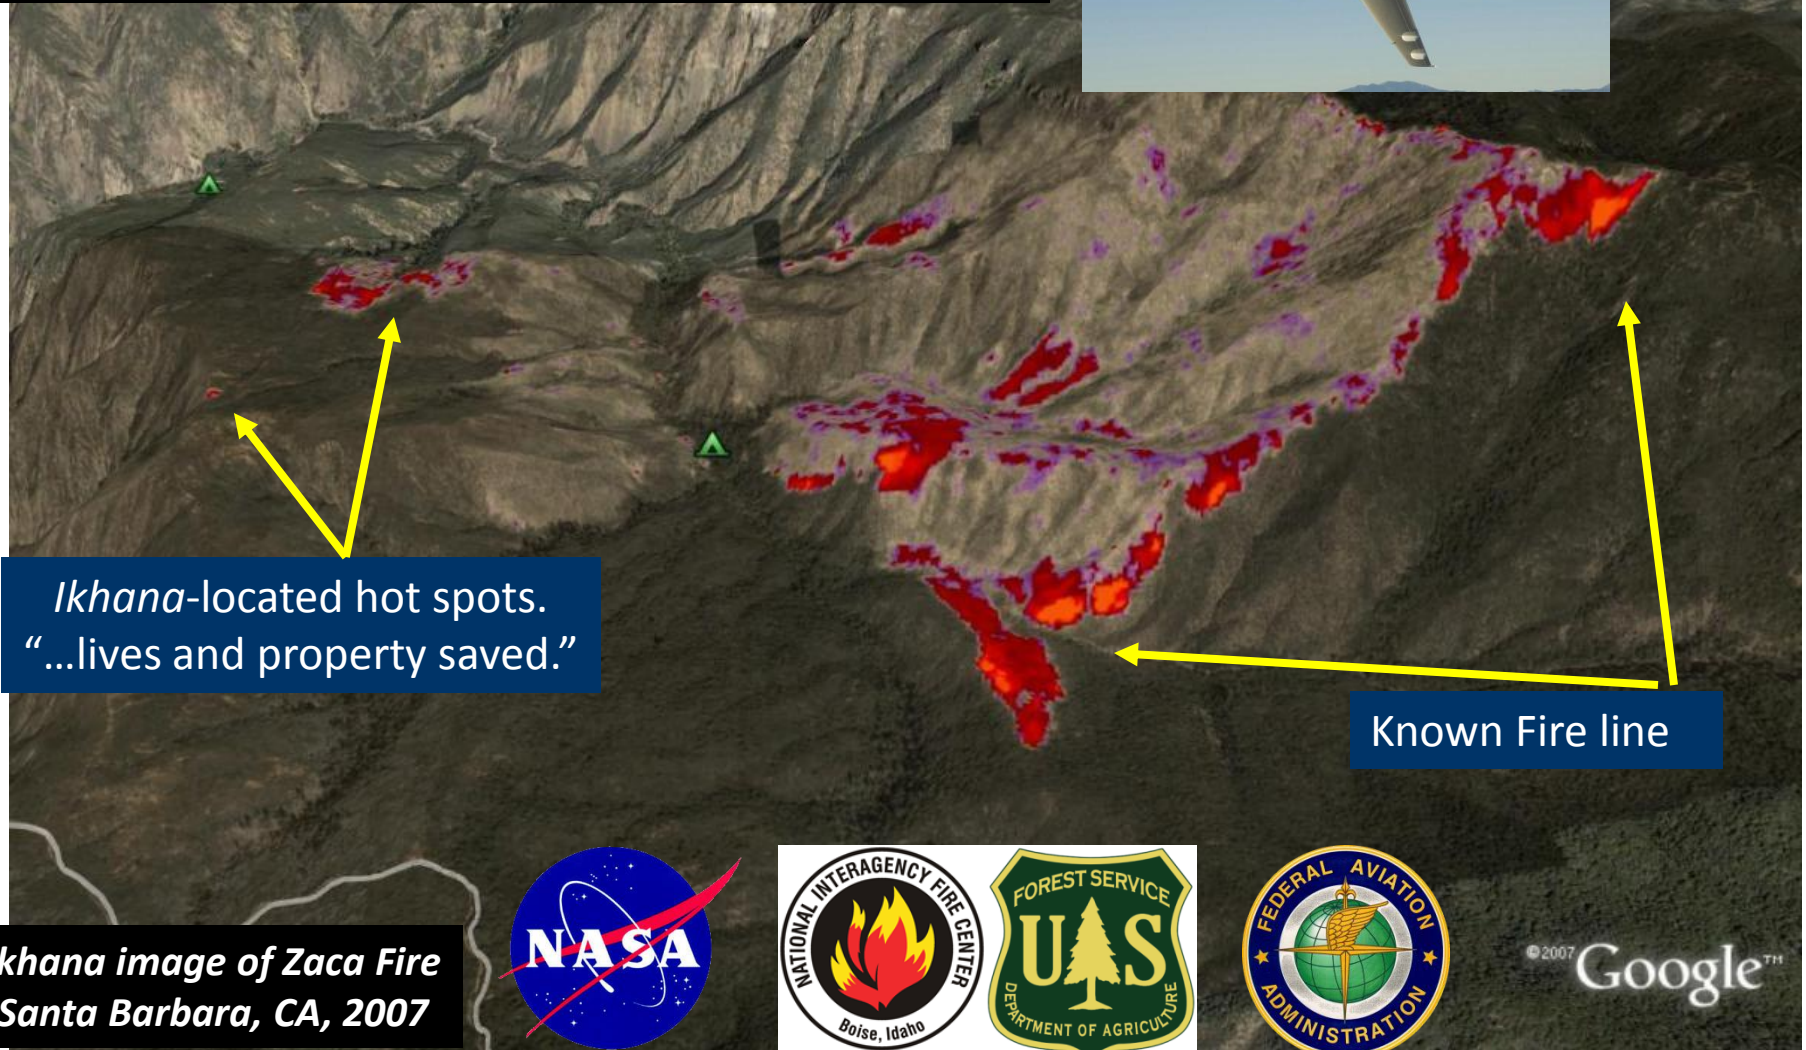 Ikhana-located hot spots.
“…lives and property saved.”
Known Fire line
khana image of Zaca Fire
Santa Barbara, CA, 2007
NASA
NATIONAL INTERAGENCY FIRE CENTER
Boise, Idaho
FOREST SERVICE
U S
DEPARTMENT OF AGRICULTURE
FEDERAL AVIATION
ADMINISTRATION
©2007 Google™